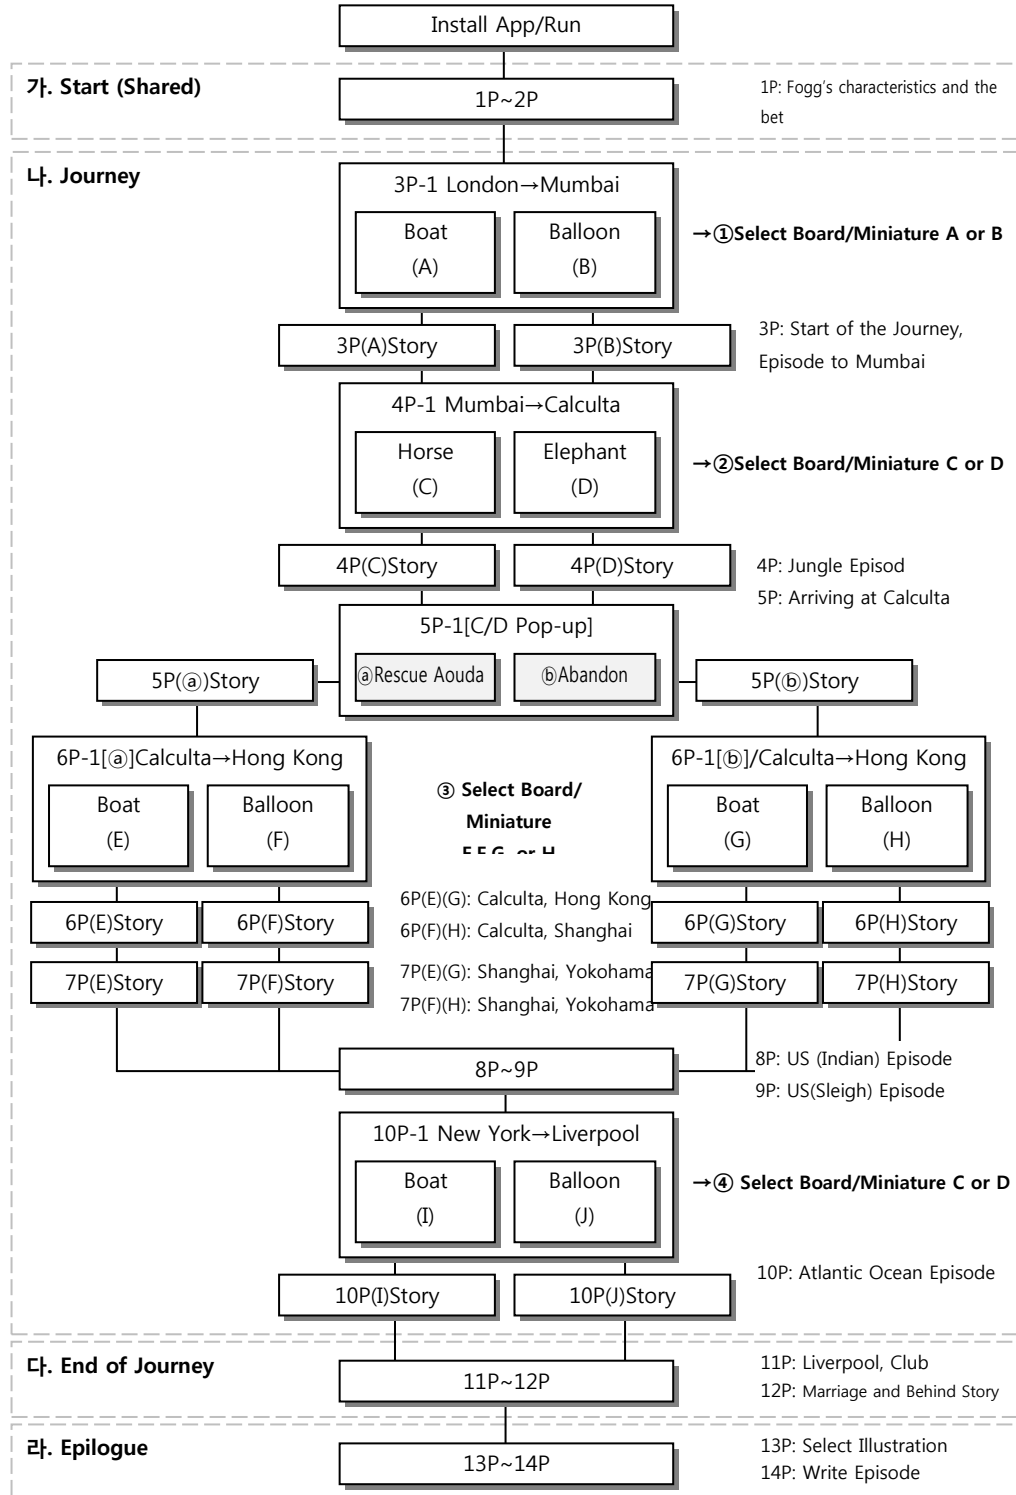 Install App/Run
가. Start (Shared)
1P~2P
1P: Fogg's characteristics and the
bet
나. Journey
3P-1 London→Mumbai
Boat
(A)
Balloon
(B)
→①Select Board/Miniature A or B
3P(A)Story
3P(B)Story
3P: Start of the Journey,
Episode to Mumbai
4P-1 Mumbai→Calculta
Horse
(C)
Elephant
(D)
→②Select Board/Miniature C or D
4P(C)Story
4P(D)Story
4P: Jungle Episod
5P: Arriving at Calculta
5P-1[C/D Pop-up]
ⓐRescue Aouda
ⓑAbandon
5P(ⓐ)Story
5P(ⓑ)Story
6P-1[ⓐ]Calculta→Hong Kong
Boat
(E)
Balloon
(F)
③ Select Board/
Miniature
or H
6P-1[ⓑ]/Calculta→Hong Kong
Boat
(G)
Balloon
(H)
6P(E)Story
6P(F)Story
6P(E)(G): Calculta, Hong Kong
6P(F)(H): Calculta, Shanghai
6P(G)Story
6P(H)Story
7P(E)Story
7P(F)Story
7P(E)(G): Shanghai, Yokohama
7P(F)(H): Shanghai, Yokohama
7P(G)Story
7P(H)Story
8P~9P
8P: US (Indian) Episode
9P: US(Sleigh) Episode
10P-1 New York→Liverpool
Boat
(I)
Balloon
(J)
→④ Select Board/Miniature C or D
10P(I)Story
10P(J)Story
10P: Atlantic Ocean Episode
다. End of Journey
11P~12P
11P: Liverpool, Club
12P: Marriage and Behind Story
라. Epilogue
13P~14P
13P: Select Illustration
14P: Write Episode